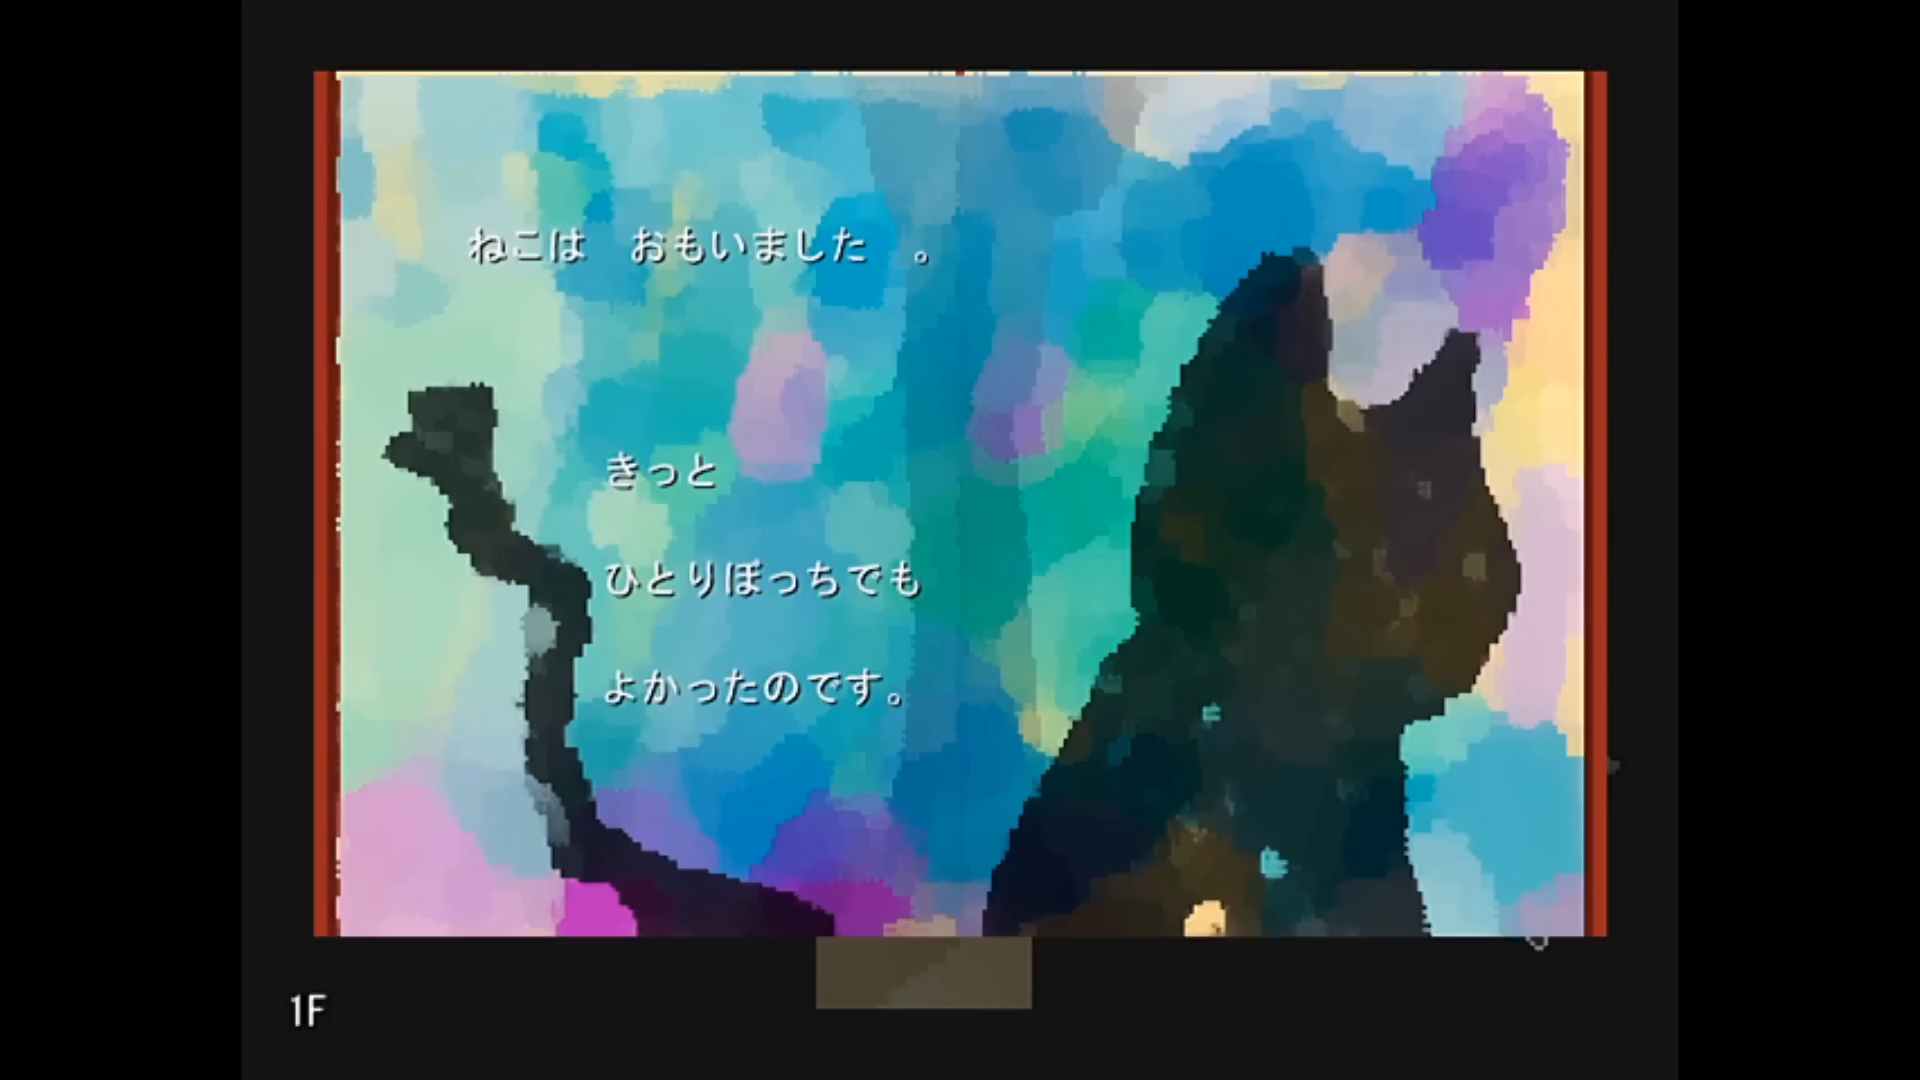 ねこは　おもいました　。
きっと
ひとりぼっちでも
よかったのです。
1F